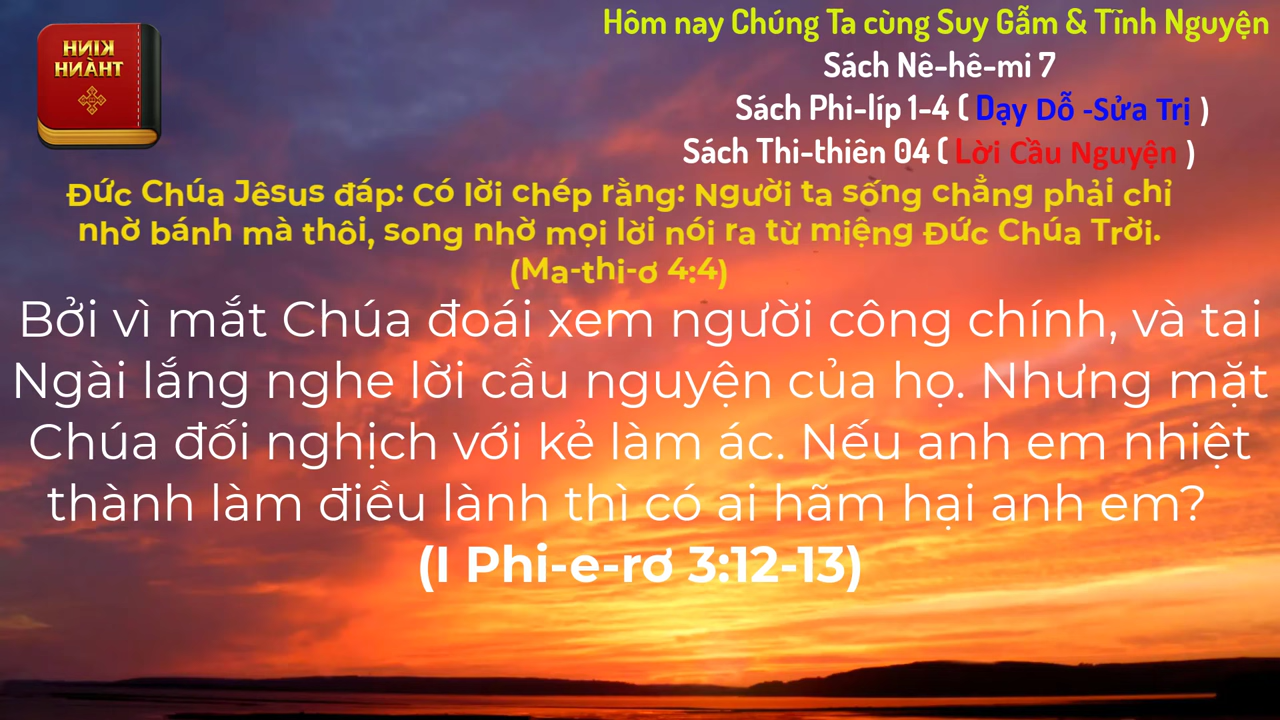 KINH
THÀNH
Hôm nay Chúng Ta cùng Suy Gẫm & Tĩnh Nguyện
Sách Nê-hê-mi 7
Sách Phi-líp 1-4 ( Dạy Dỗ -Sửa Trị )
Sách Thi-thiên 04 ( Lời Cầu Nguyện )
Đức Chúa Jêsus đáp: Có lời chép rằng: Người ta sống chẳng phải chỉ
nhờ bánh mà thôi, song nhờ mọi lời nói ra từ miệng Đức Chúa Trời.
(Ma-thi-ơ 4:4)
Bởi vì mắt Chúa đoái xem người công chính, và tai
Ngài lắng nghe lời cầu nguyện của họ. Nhưng mặt
Chúa đối nghịch với kẻ làm ác. Nếu anh em nhiệt
thành làm điều lành thì có ai hãm hại anh em?
(I Phi-e-rơ 3:12-13)